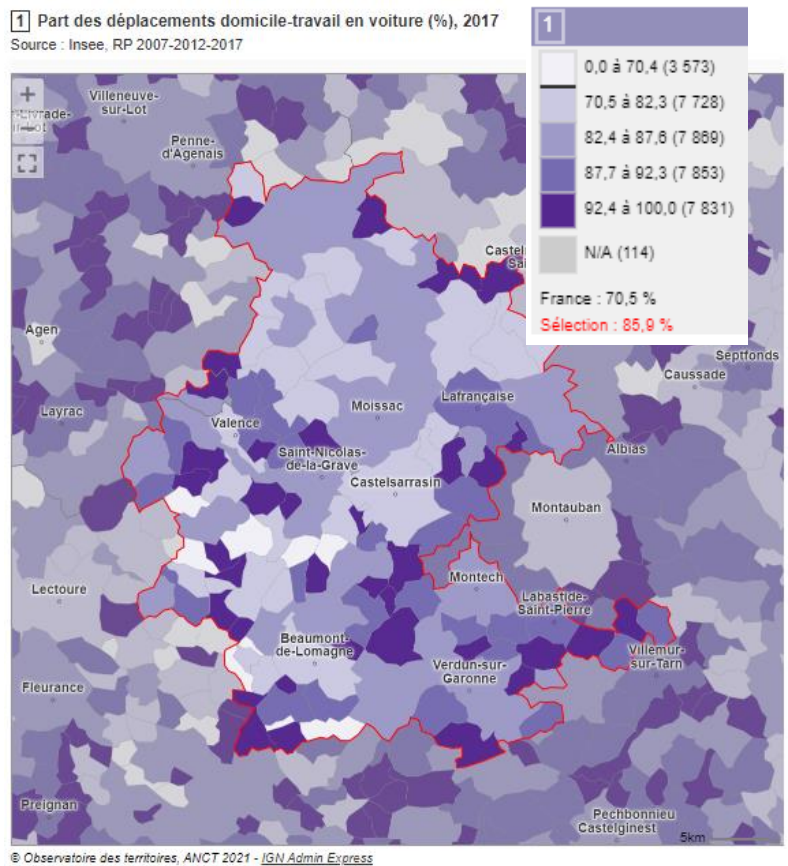 1 Part des déplacements domicile-travail en voiture (%), 2017
Source : Insee, RP 2007-2012-2017
1
0,0 à 70,4 (3 573)
70,5 à 82,3 (7 728)
82,4 à 87,6 (7 869)
87,7 à 92,3 (7 853)
92,4 à 100,0 (7 831)
N/A (114)
France : 70,5 %
Sélection : 85,9 %
+
Villeneuve-
sur-Lot
Penne-
d'Agenais
Agen
Septfonds
Caussade
Layrac
Moissac
Lafrançaise
Valence
Saint-Nicolas-
de-la-Grave
Castelsarrasin
Albias
Montauban
Lectoure
Montech
Labastide-
Saint-Pierre
Beaumont-
de-Lomagne
Verdun-sur-
Garonne
Villemur-
sur-Tarn
Fleurance
Preignan
Pechbonnieu
Castelginest
5km
© Observatoire des territoires, ANCT 2021 - IGN Admin Express